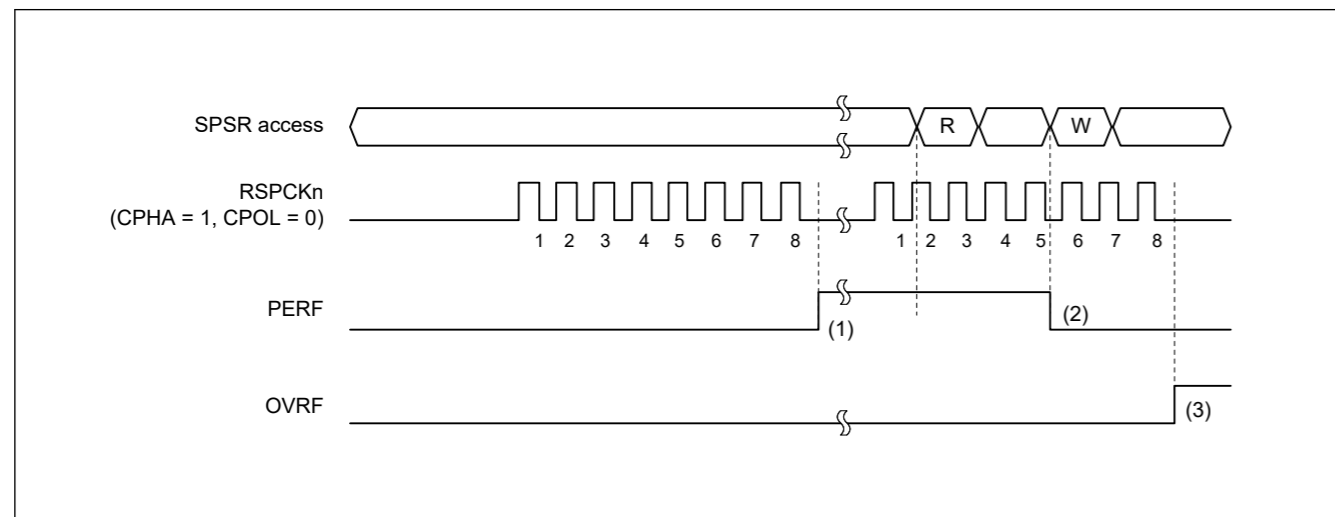 SPSR access
R
W
RSPCKn
(CPHA = 1, CPOL = 0)
1 2 3 4 5 6 7 8 1 2 3 4 5 6 7 8
PERF
(1)
(2)
OVRF
(3)